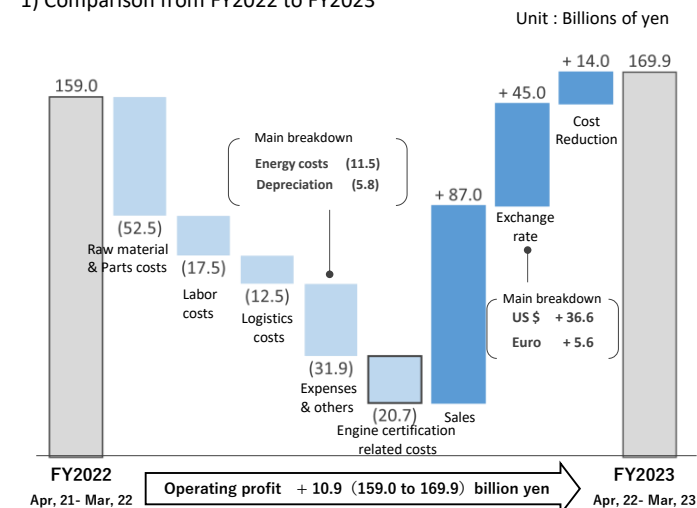 1) Comparison from FY2022 to FY2023
Unit : Billions of yen
159.0
(52.5)
Raw material
& Parts costs
(17.5)
Labor
costs
(12.5)
Logistics
costs
Main breakdown
Energy costs (11.5)
Depreciation (5.8)
(31.9)
Expenses
& others
(20.7)
Engine certification
related costs
+ 87.0
Sales
+ 45.0
Exchange
rate
Main breakdown
US $ + 36.6
Euro + 5.6
+ 14.0
Cost
Reduction
169.9
FY2022
Apr, 21- Mar, 22
Operating profit + 10.9（159.0 to 169.9）billion yen
FY2023
Apr, 22- Mar, 23